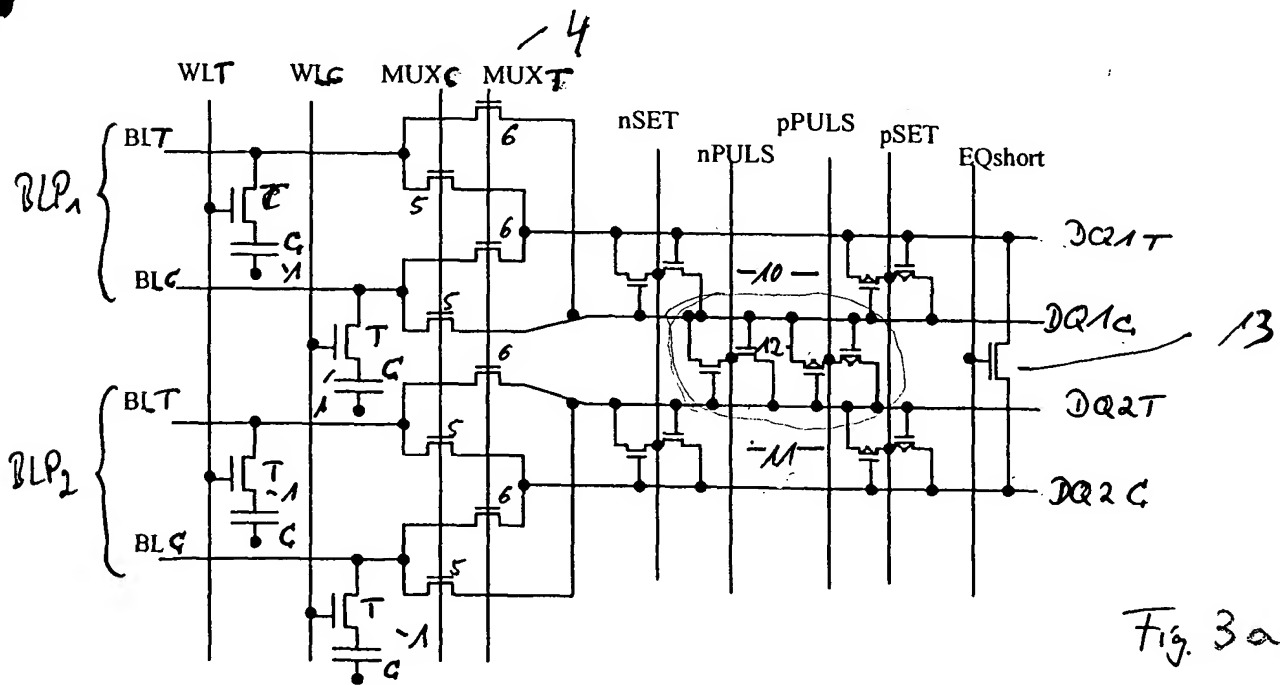 4
WLT WLC MUXC MUXT
nSET pPULS pSET
nPULS EQshort
BLP1
BLT
6
T
5
C
1
6
DQ1T
-10-
BLC
5
DQ1C
13
T
12
C
1
6
BLT
DQ2T
5
BLP2
T
-11-
-1
C
6
DQ2C
BLC
5
T
-1
C
Fig. 3a